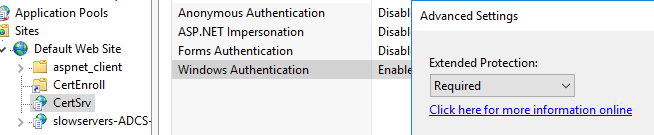 Application Pools
Sites
Default Web Site
aspnet_client
CertEnroll
CertSrv
slowservers-ADCS-
Anonymous Authentication Disabl
ASP.NET Impersonation Disabl
Forms Authentication Disabl
Windows Authentication Enable
Advanced Settings
Extended Protection:
Required
Click here for more information online